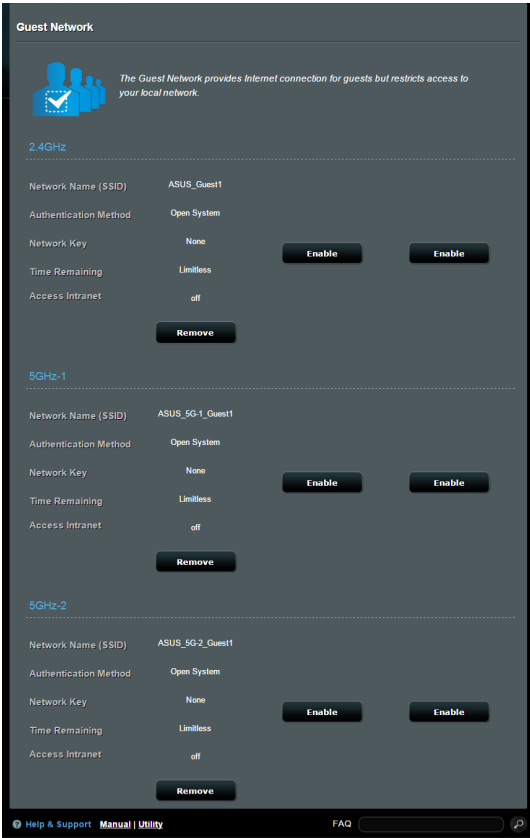 Guest Network
The Guest Network provides Internet connection for guests but restricts access to
your local network.
2.4GHz
Network Name (SSID) ASUS_Guest1
Authentication Method Open System
Network Key None
Enable Enable
Time Remaining Limitless
Access Intranet off
Remove
5GHz-1
Network Name (SSID) ASUS_5G-1_Guest1
Authentication Method Open System
Network Key None
Enable Enable
Time Remaining Limitless
Access Intranet off
Remove
5GHz-2
Network Name (SSID) ASUS_5G-2_Guest1
Authentication Method Open System
Network Key None
Enable Enable
Time Remaining Limitless
Access Intranet off
Remove
Help & Support Manual | Utility FAQ